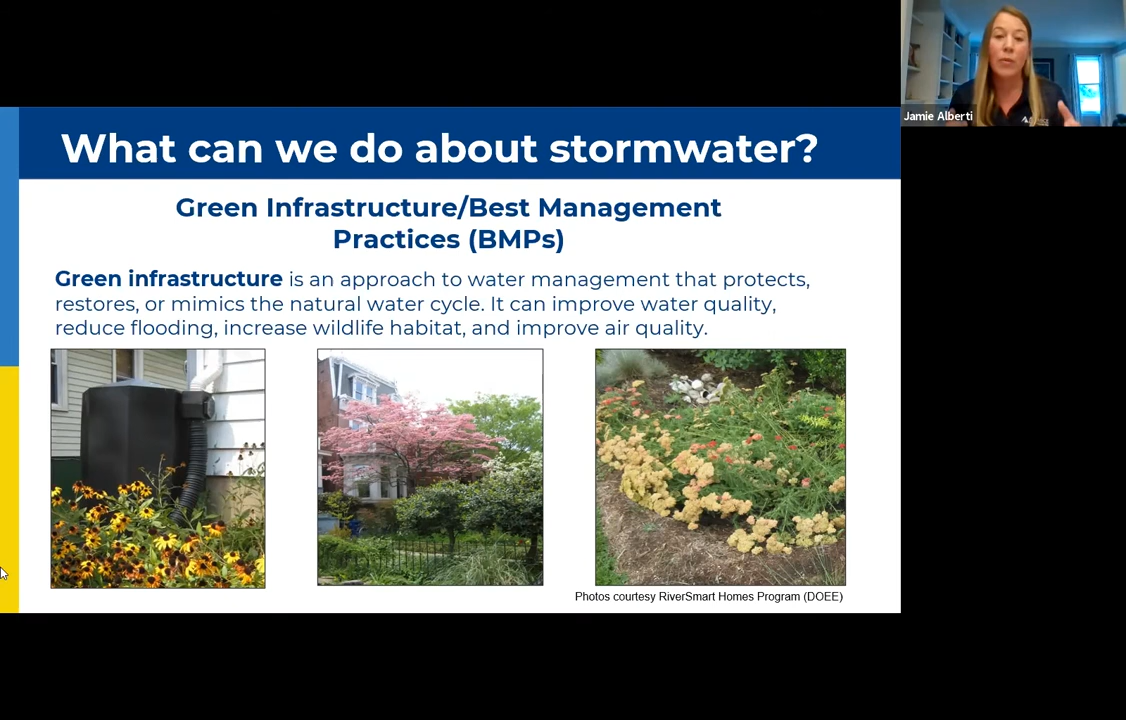 Jamie Alberti
What can we do about stormwater?
Green Infrastructure/Best Management
Practices (BMPs)
Green infrastructure is an approach to water management that protects,
restores, or mimics the natural water cycle. It can improve water quality,
reduce flooding, increase wildlife habitat, and improve air quality.
Photos courtesy RiverSmart Homes Program (DOEE)